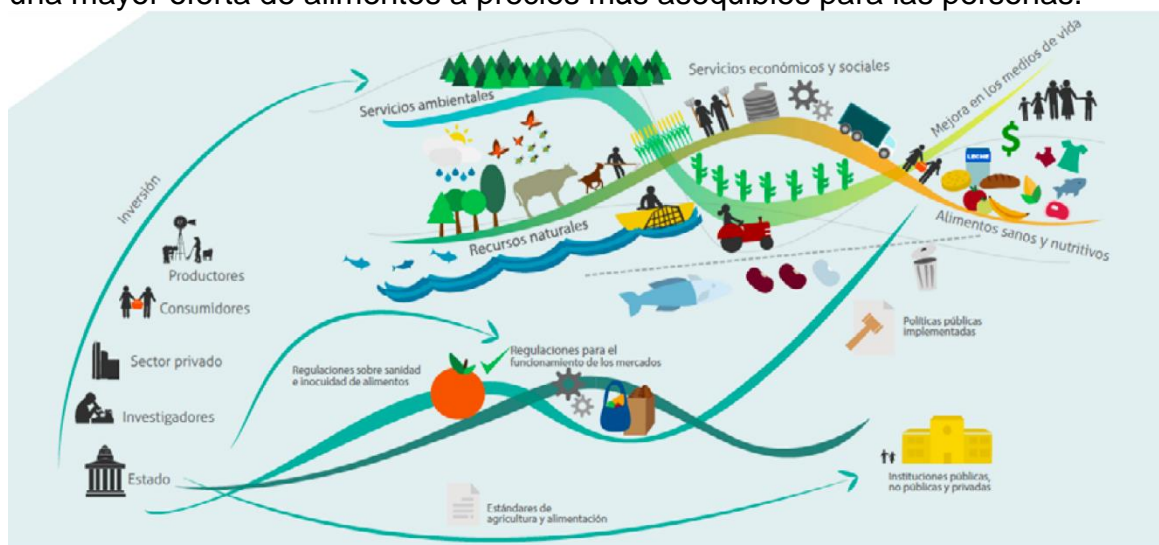 una mayor oferta de alimentos a precios más asequibles para las personas.
Servicios económicos y sociales
Servicios ambientales
Mejora en los medios de vida
LECHE
$
Inversión
Recursos naturales
Alimentos sanos y nutritivos
Productores
Consumidores
Sector privado
Investigadores
Estado
Regulaciones sobre sanidad
e inocuidad de alimentos
Regulaciones para el
funcionamiento de los mercados
Políticas públicas
implementadas
Instituciones públicas,
no públicas y privadas
Estándares de
agricultura y alimentación